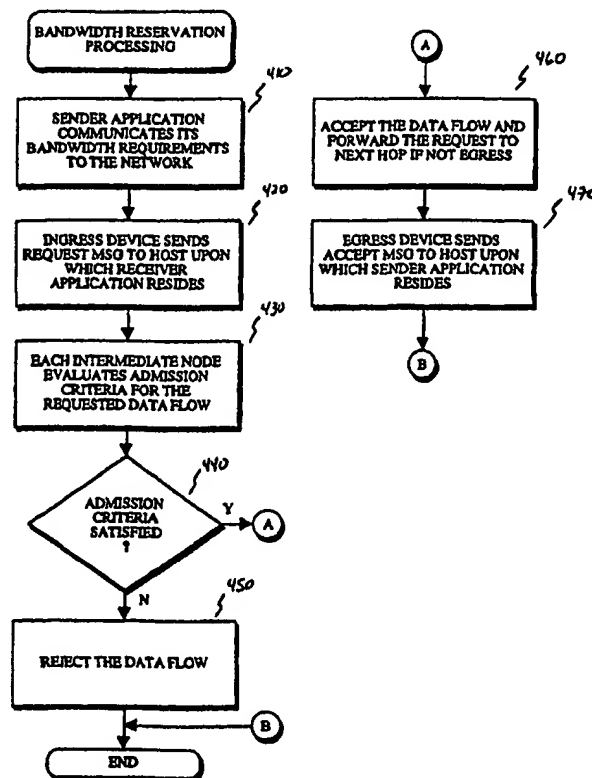 BANDWIDTH RESERVATION
PROCESSING
410
SENDER APPLICATION
COMMUNICATES ITS
BANDWIDTH REQUIREMENTS
TO THE NETWORK
420
INGRESS DEVICE SENDS
REQUEST MSG TO HOST UPON
WHICH RECEIVER
APPLICATION RESIDES
430
EACH INTERMEDIATE NODE
EVALUATES ADMISSION
CRITERIA FOR THE
REQUESTED DATA FLOW
440
ADMISSION
CRITERIA
SATISFIED
?
Y
A
N
450
REJECT THE DATA FLOW
B
END
A
460
ACCEPT THE DATA FLOW AND
FORWARD THE REQUEST TO
NEXT HOP IF NOT EGRESS
470
EGRESS DEVICE SENDS
ACCEPT MSG TO HOST UPON
WHICH SENDER APPLICATION
RESIDES
B